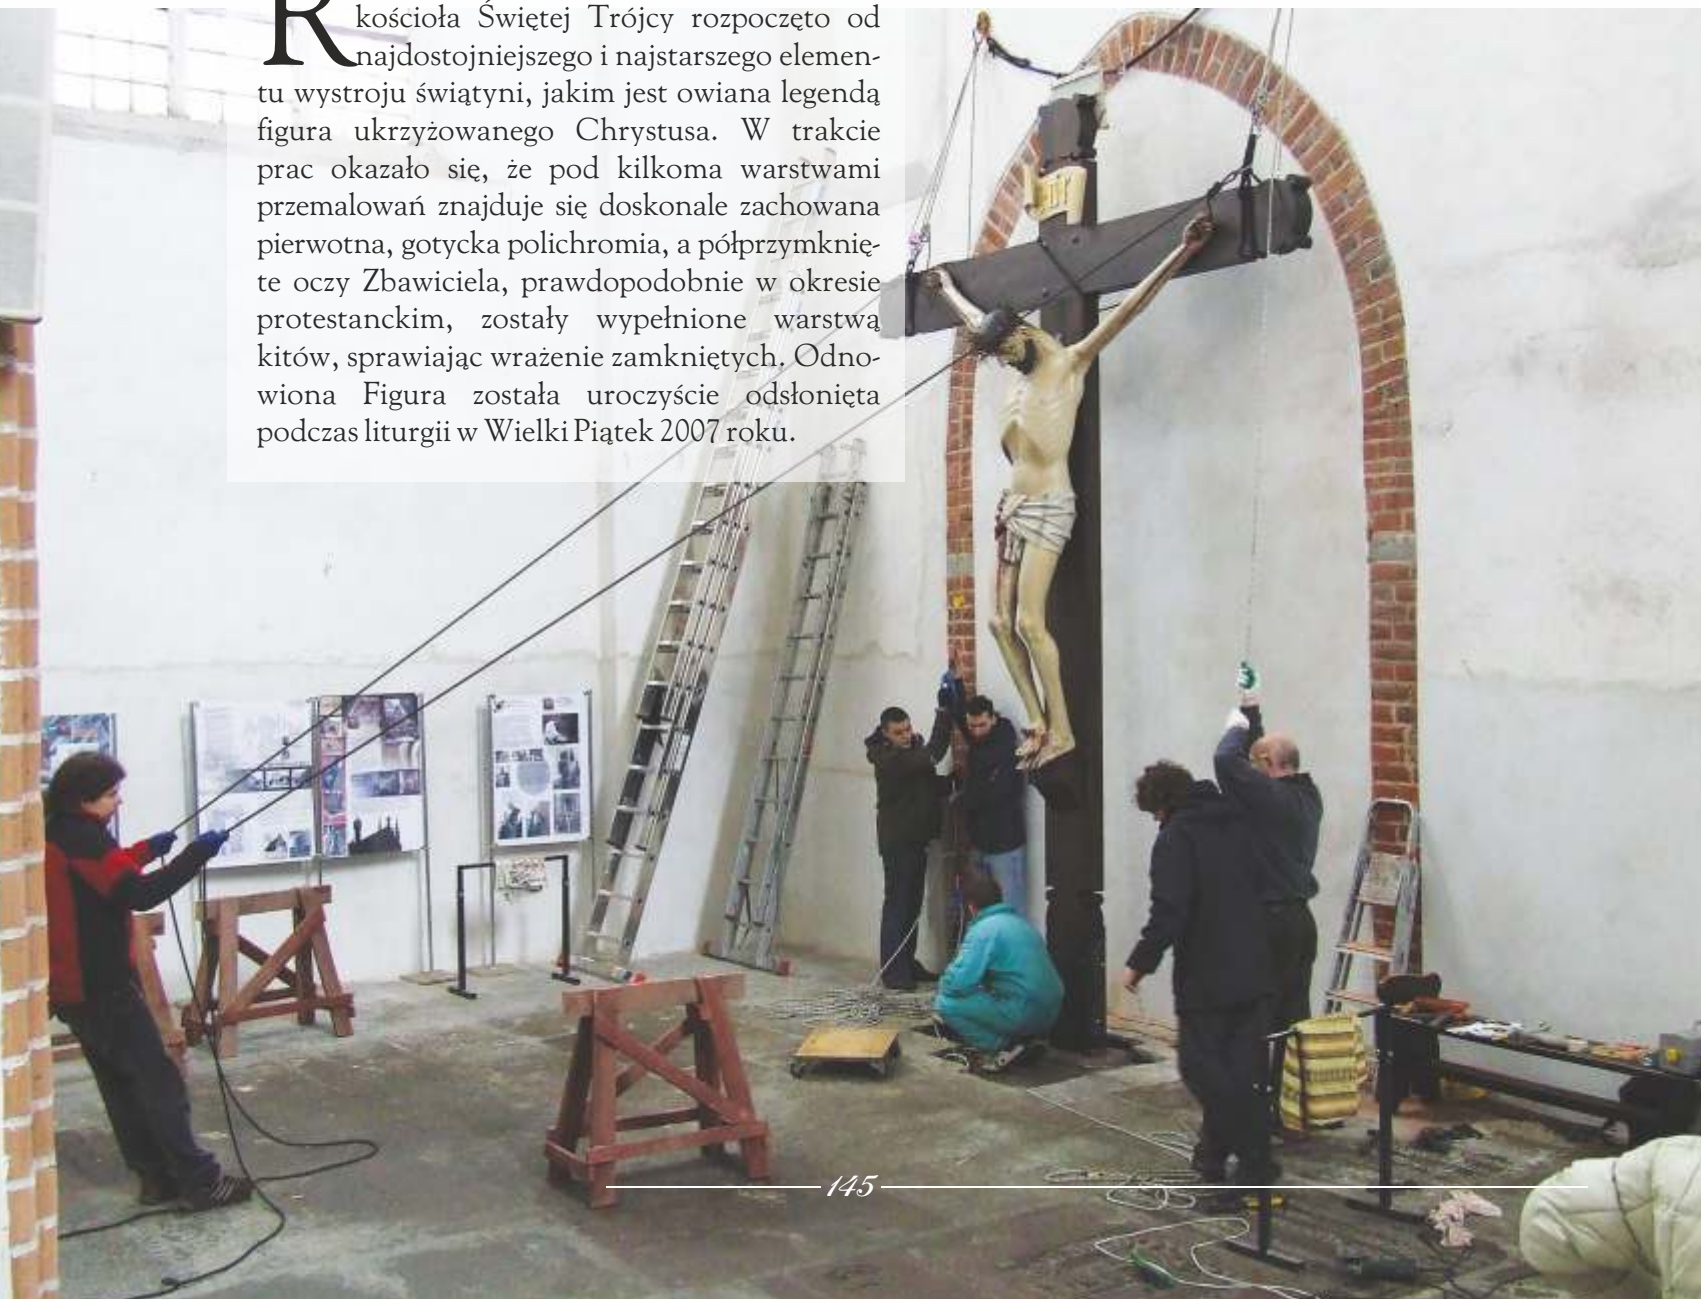 R
kościoła Świętej Trójcy rozpoczęto od
najdostojniejszego i najstarszego elemen-
tu wystroju świątyni, jakim jest owiana legendą
figura ukrzyżowanego Chrystusa. W trakcie
prac okazało się, że pod kilkoma warstwami
przemalowań znajduje się doskonale zachowana
pierwotna, gotycka polichromia, a półprzymknię-
te oczy Zbawiciela, prawdopodobnie w okresie
protestanckim, zostały wypełnione warstwą
kitów, sprawiając wrażenie zamkniętych. Odno-
wiona Figura została uroczyście odsłonięta
podczas liturgii w Wielki Piątek 2007 roku.
145